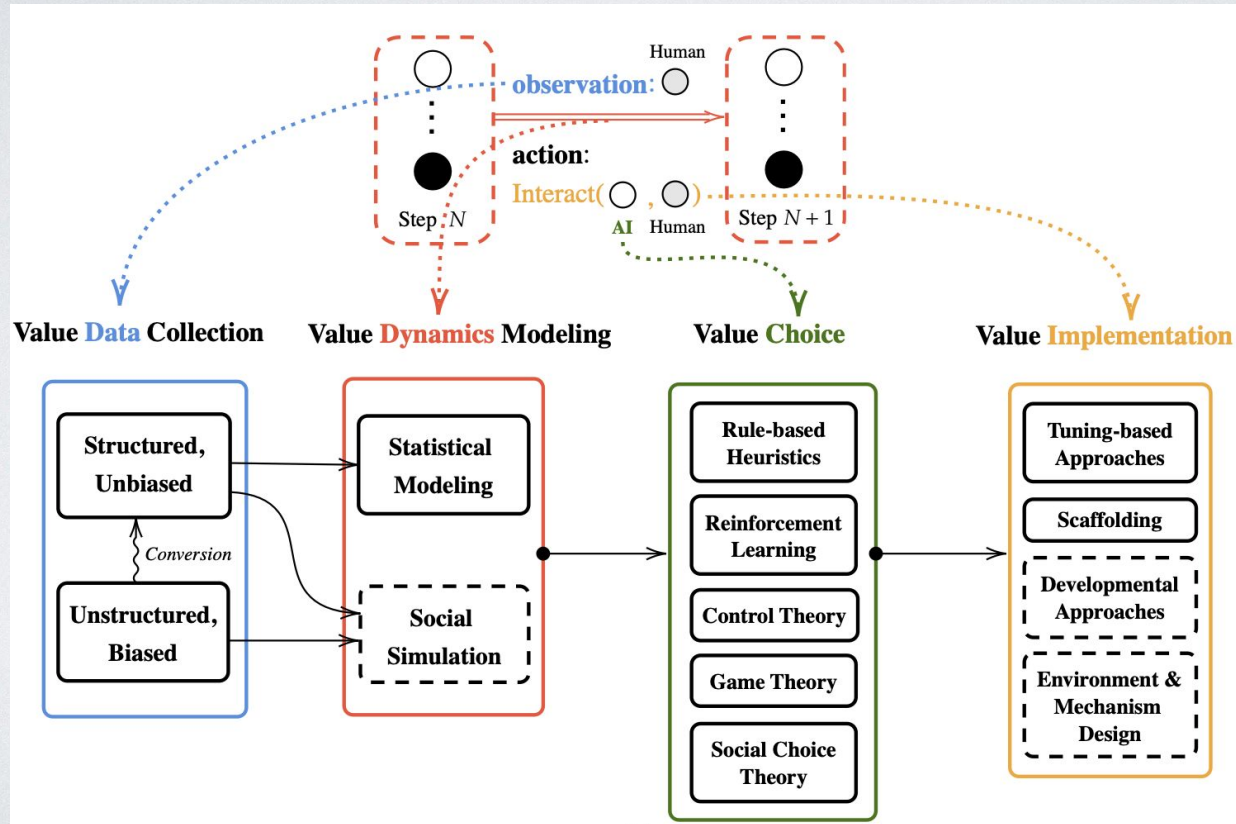 Human
observation:
action:
Interact( , )
AI Human
Step N
Step N + 1
Value Data Collection
Value Dynamics Modeling
Value Choice
Value Implementation
Structured,
Unbiased
Conversion
Unstructured,
Biased
Statistical
Modeling
Social
Simulation
Rule-based
Heuristics
Reinforcement
Learning
Control Theory
Game Theory
Social Choice
Theory
Tuning-based
Approaches
Scaffolding
Developmental
Approaches
Environment &
Mechanism
Design